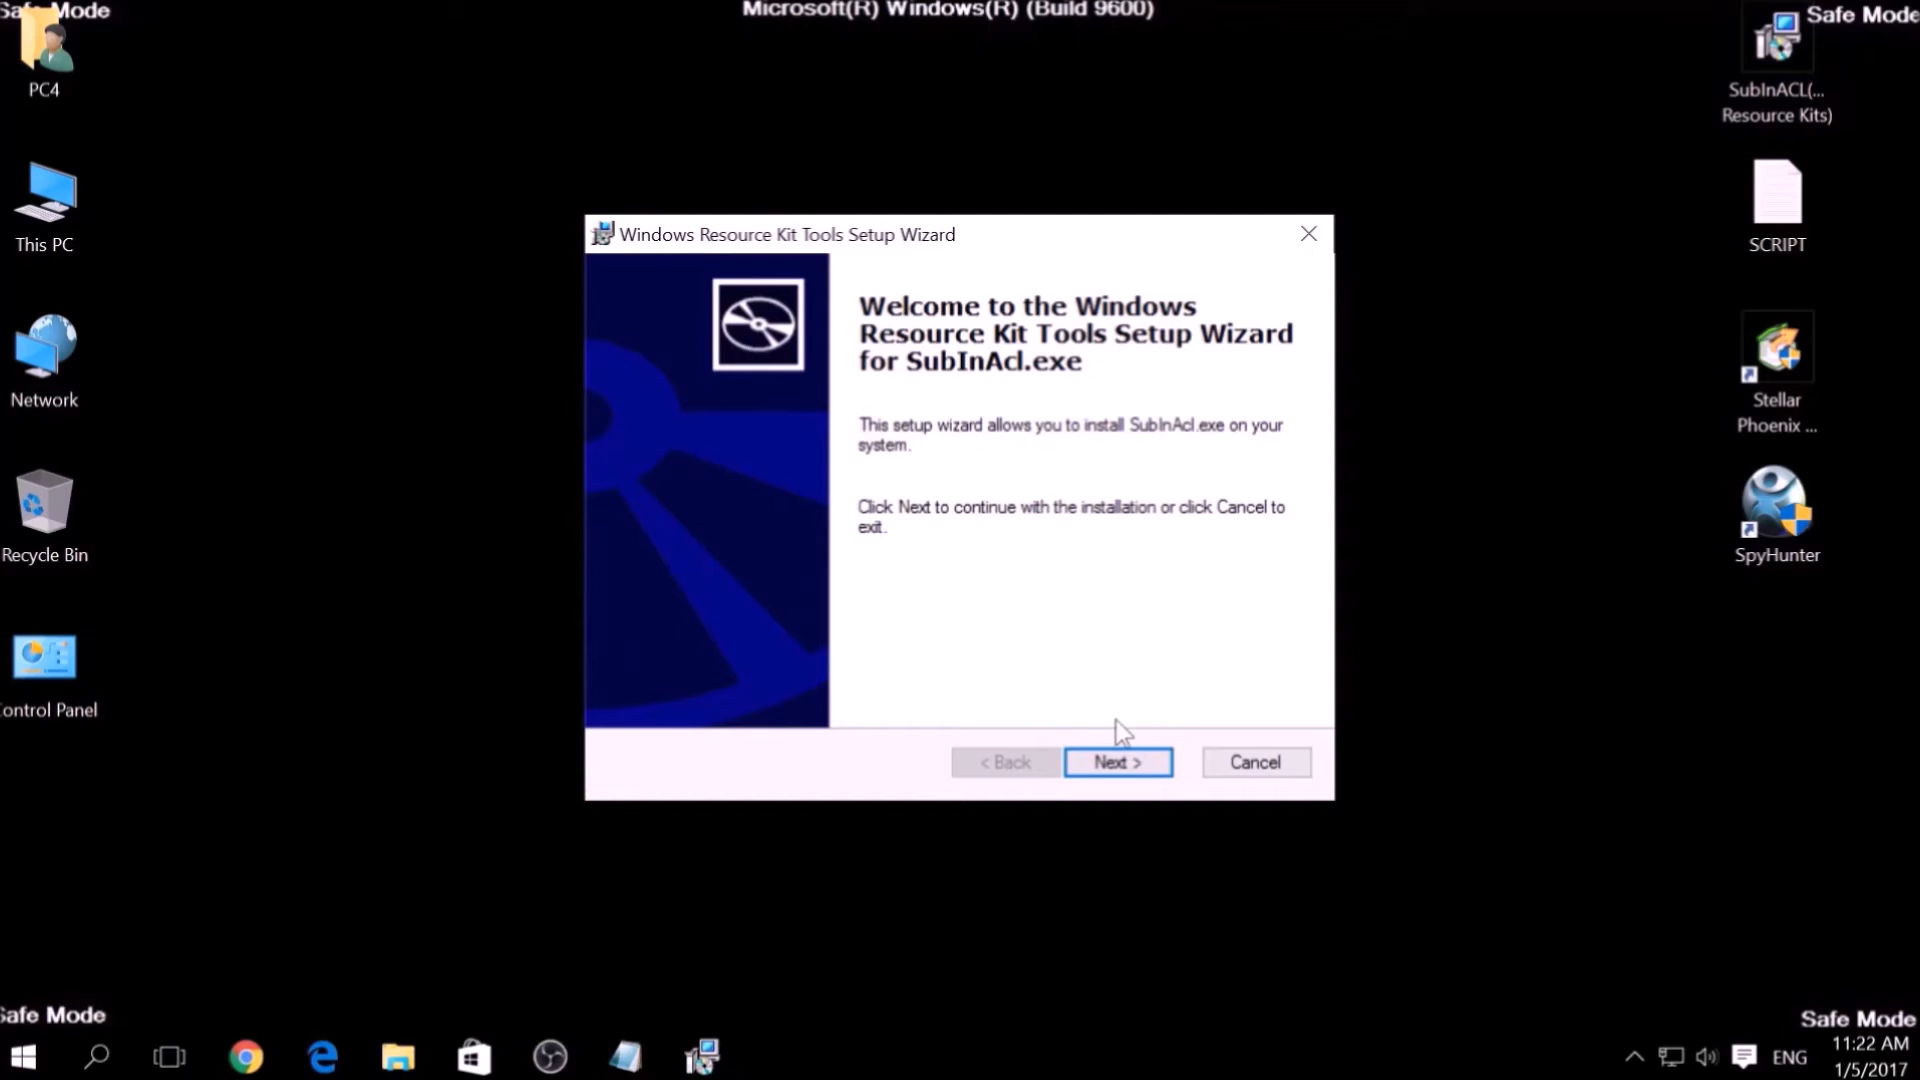 Safe Mode
Microsoft(R) Windows(R) (Build 9600)
Safe Mode
PC4
This PC
Network
Recycle Bin
ontrol Panel
SubInACL(...
Resource Kits)
SCRIPT
Stellar
Phoenix ...
SpyHunter
Windows Resource Kit Tools Setup Wizard
Welcome to the Windows
Resource Kit Tools Setup Wizard
for SubInAcl.exe
This setup wizard allows you to install SubInAcl.exe on your
system.
Click Next to continue with the installation or click Cancel to
exit.
< Back
Next >
Cancel
Safe Mode
Safe Mode
ENG
11:22 AM
1/5/2017